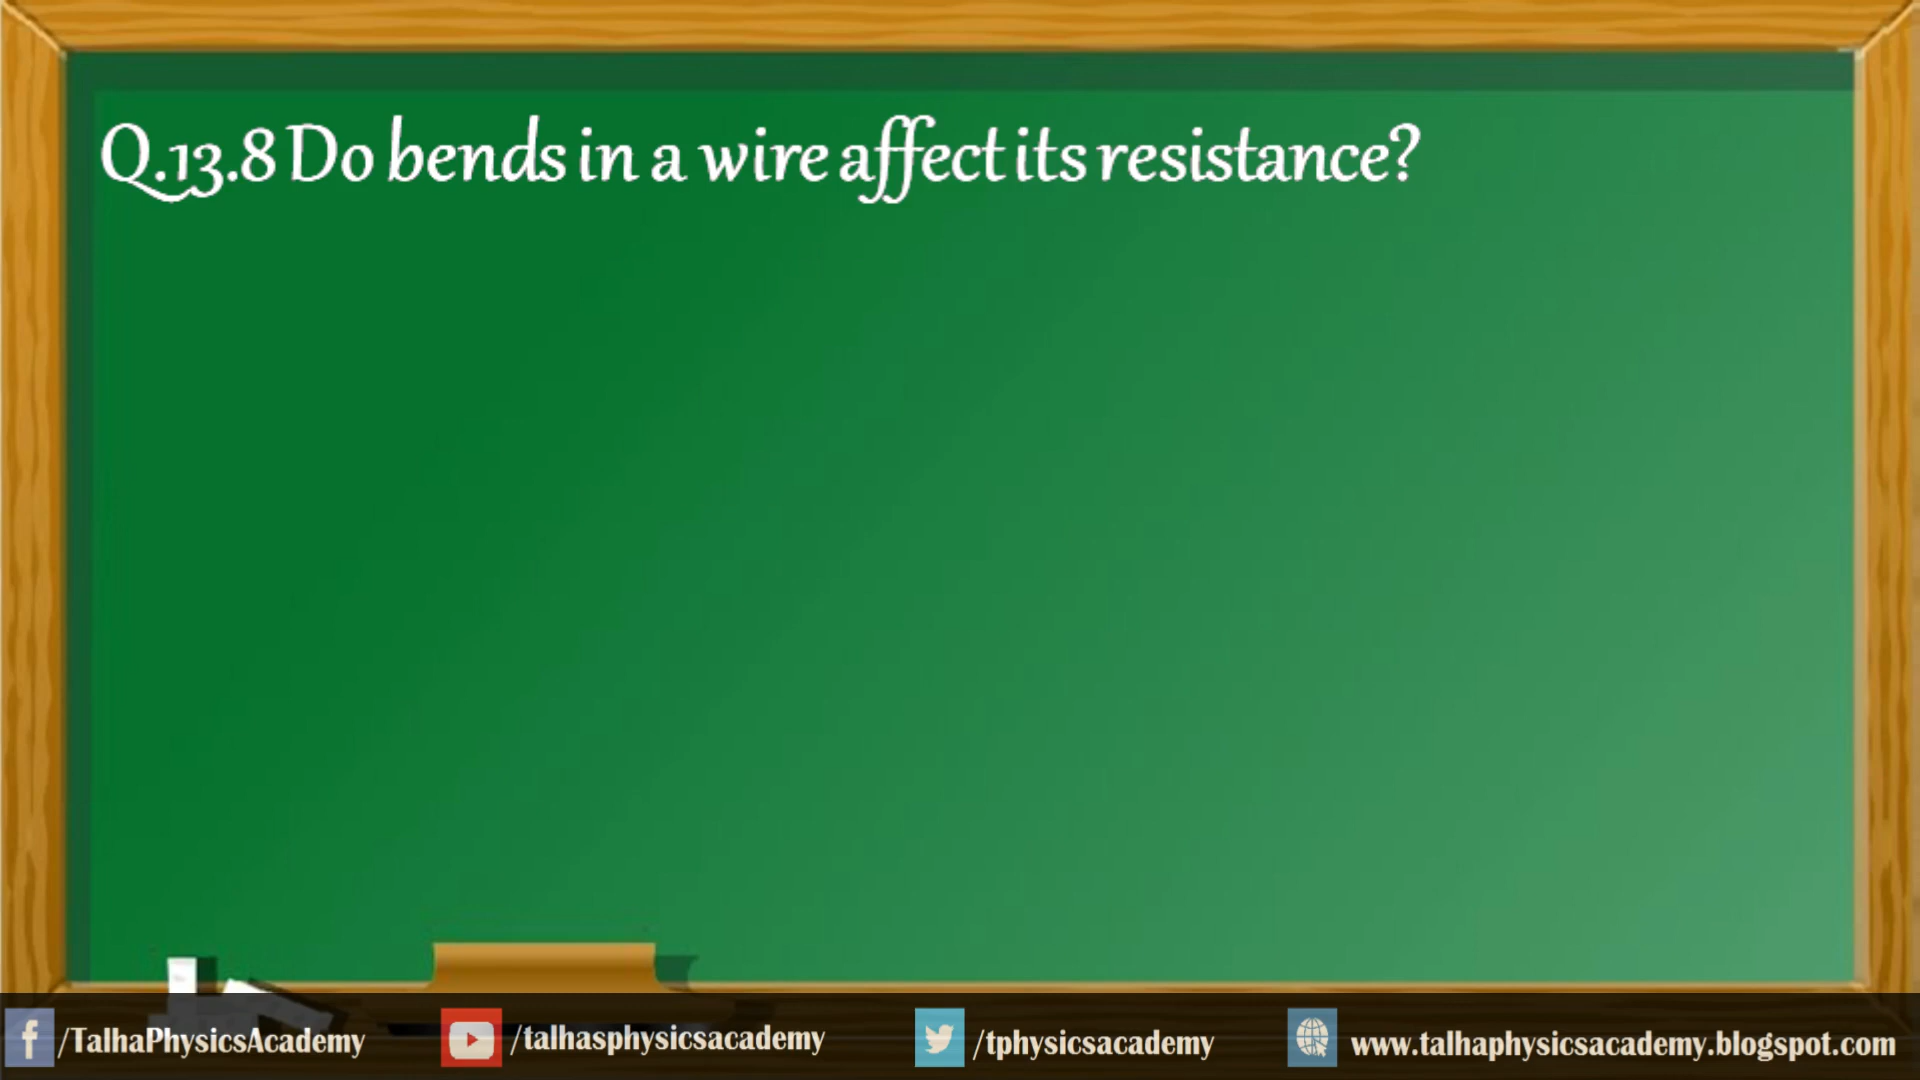 Q.13.8 Do bends in a wire affect its resistance?
/TalhaPhysicsAcademy
/talhasphysicsacademy
/tphysicsacademy
www.talhaphysicsacademy.blogspot.com